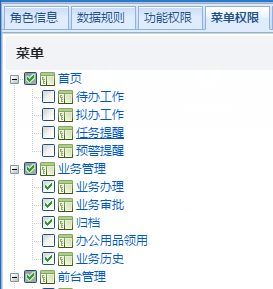 角色信息 数据规则 功能权限 菜单权限
菜单
首页
待办工作
拟办工作
任务提醒
预警提醒
业务管理
业务办理
业务审批
归档
办公用品领用
业务历史
前台管理